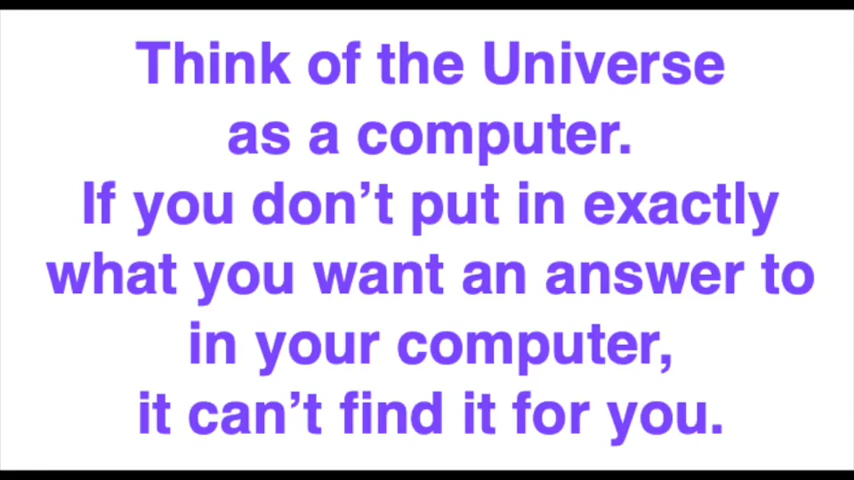 Think of the Universe
as a computer.
If you don’t put in exactly
what you want an answer to
in your computer,
it can’t find it for you.